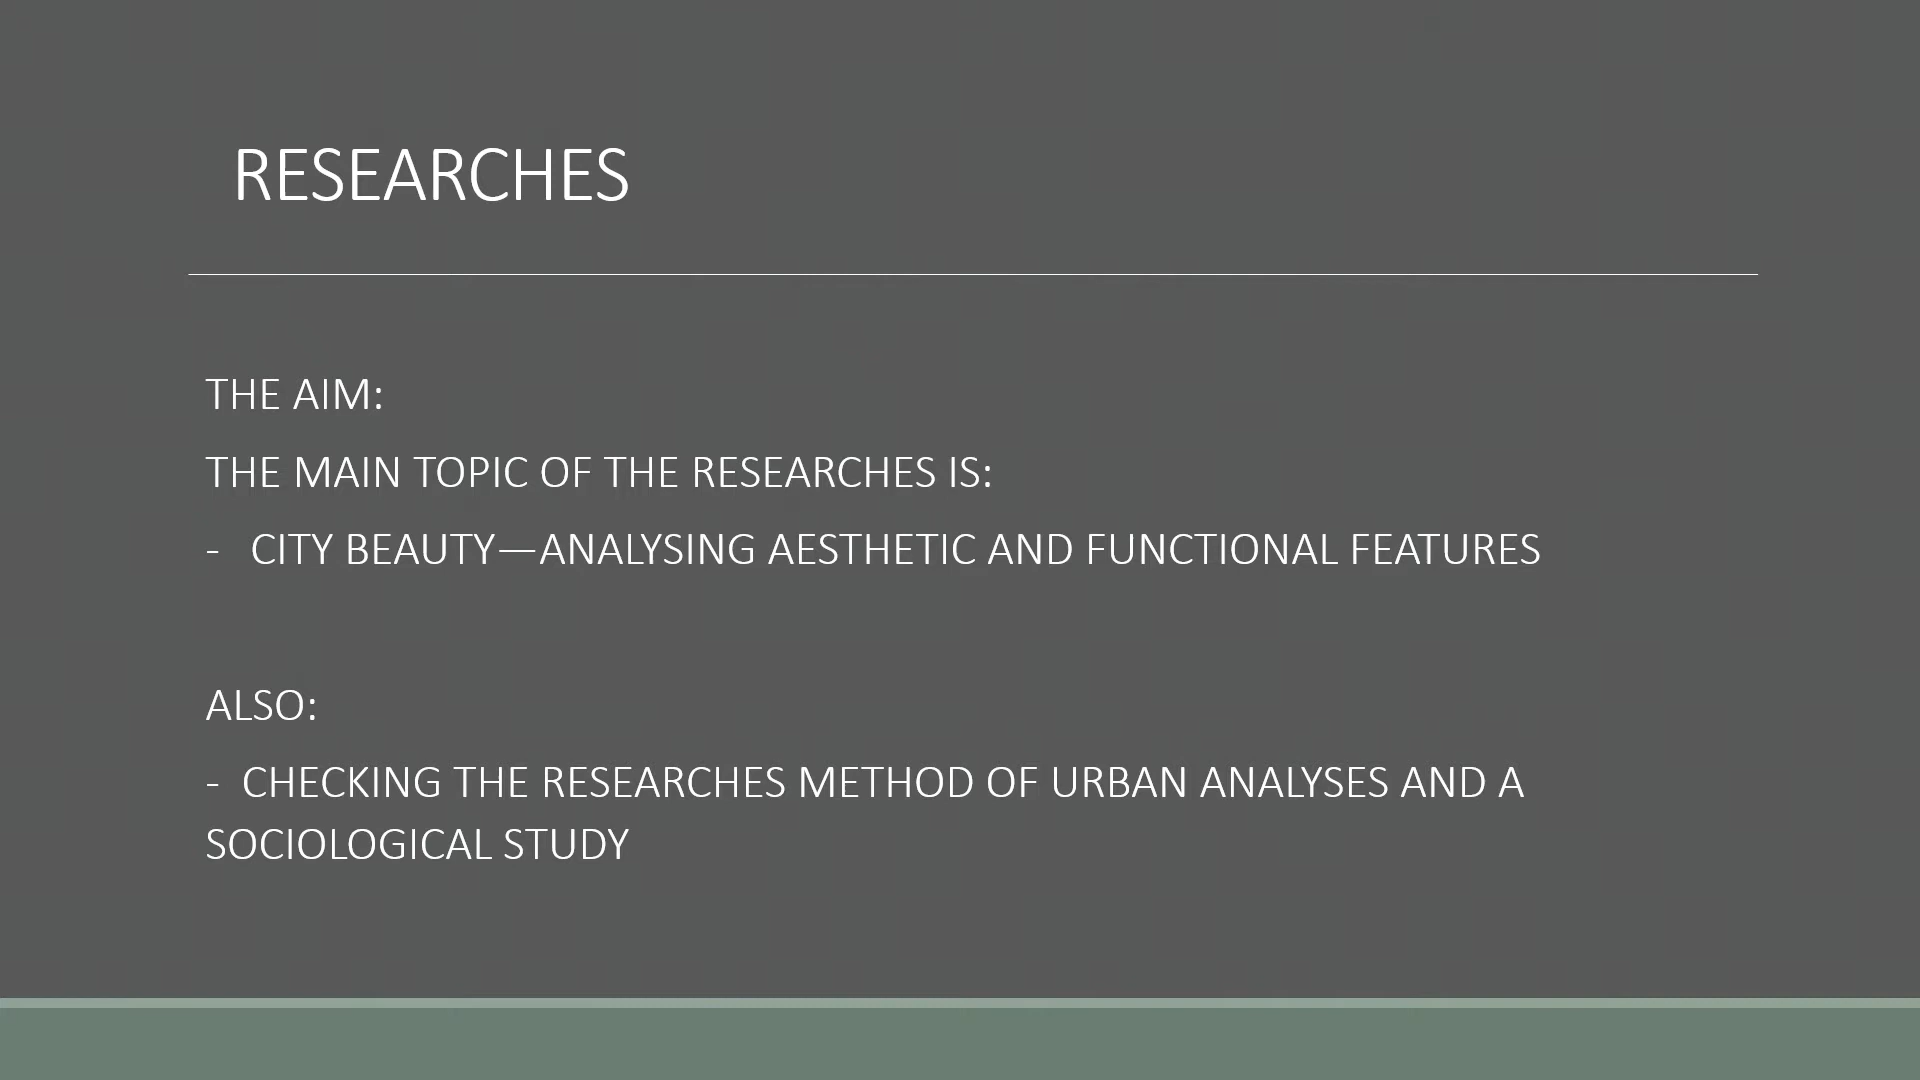 RESEARCHES
THE AIM:
THE MAIN TOPIC OF THE RESEARCHES IS:
- CITY BEAUTY—ANALYSING AESTHETIC AND FUNCTIONAL FEATURES
ALSO:
- CHECKING THE RESEARCHES METHOD OF URBAN ANALYSES AND A
SOCIOLOGICAL STUDY